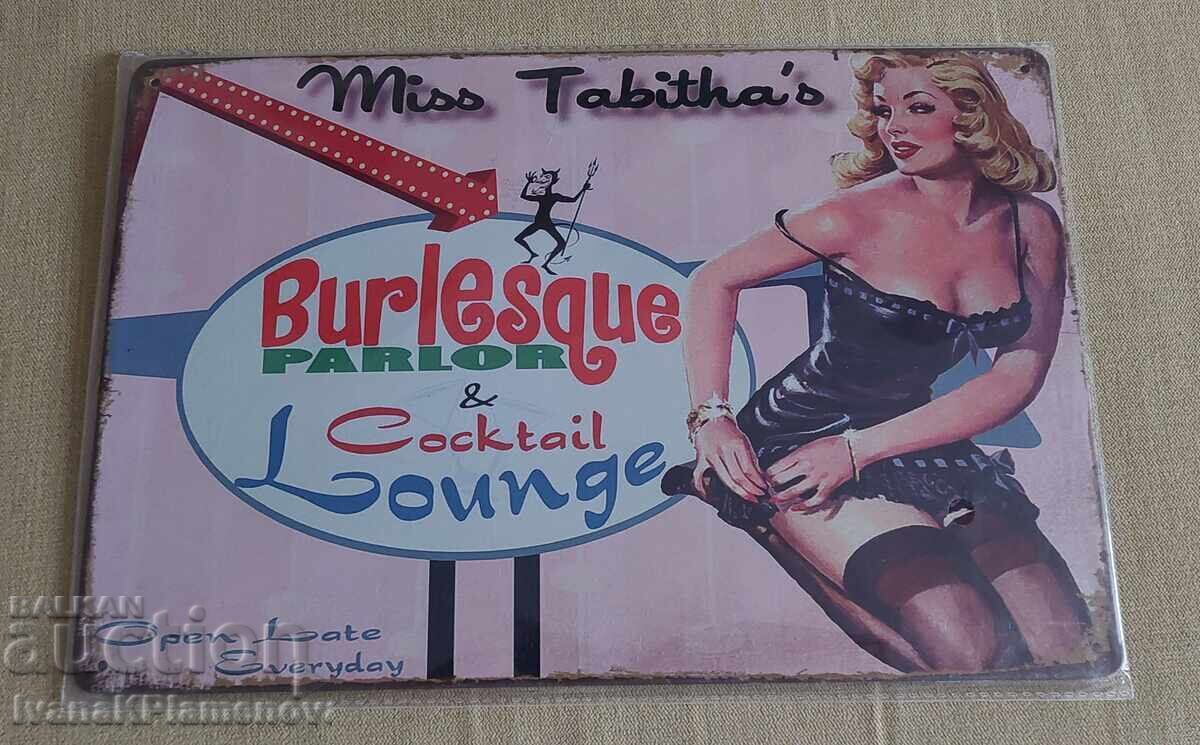 Miss Tabitha's
Burlesque
PARLOR
&
Cocktail
Lounge
Open Late
Everyday
BALKAN
auction
IvanakPlamenov